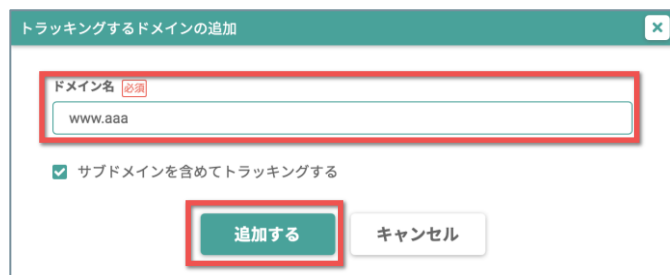 トラッキングするドメインの追加
ドメイン名 必須
www.aaa
サブドメインを含めてトラッキングする
追加する キャンセル